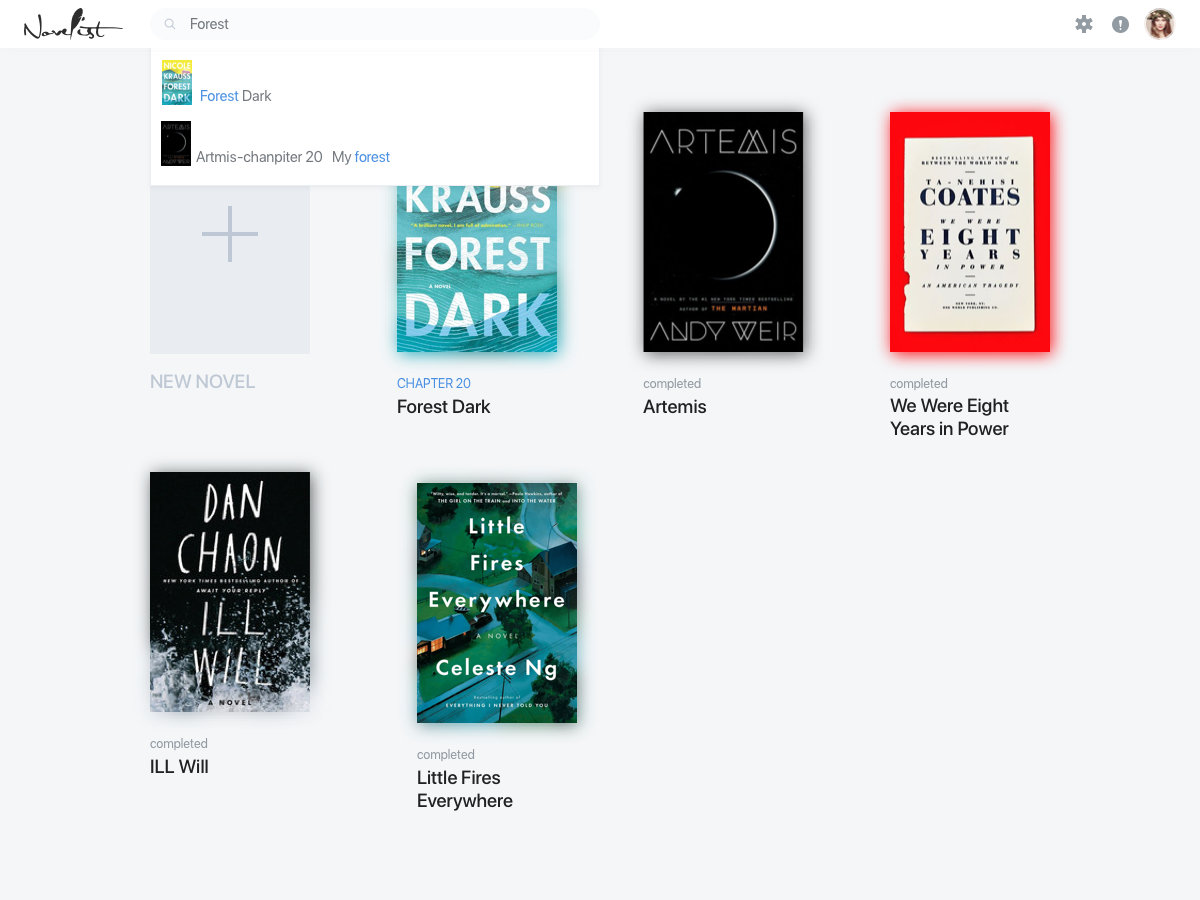 Novelist
Forest
NICOLE
KRAUSS
FOREST
DARK
Forest Dark
ARTEMIS
ANDY WEIR
Artmis-chanpiter 20 My forest
NEW NOVEL
KRAUSS
"A brilliant novel. I am full of admiration." —PHILIP ROTH
FOREST
A NOVEL
DARK
CHAPTER 20
Forest Dark
ARTEMIS
A NOVEL BY THE #1 NEW YORK TIMES BESTSELLING
AUTHOR OF THE MARTIAN
ANDY WEIR
completed
Artemis
BESTSELLING AUTHOR OF
BETWEEN THE WORLD AND ME
TA-NEHISI
COATES
WE WERE
EIGHT
YEARS
IN POWER
AN AMERICAN TRAGEDY
NEW YORK, NY:
ONE WORLD PUBLISHING CO.
completed
We Were Eight
Years in Power
DAN
CHAON
NEW YORK TIMES BESTSELLING AUTHOR OF
AWAIT YOUR REPLY
ILL
WILL
A NOVEL
completed
ILL Will
"Witty, wise, and tender. It's a marvel." —Paula Hawkins, author of
THE GIRL ON THE TRAIN and INTO THE WATER
Little
Fires
Everywhere
A NOVEL
Celeste Ng
Bestselling author of
EVERYTHING I NEVER TOLD YOU
completed
Little Fires
Everywhere